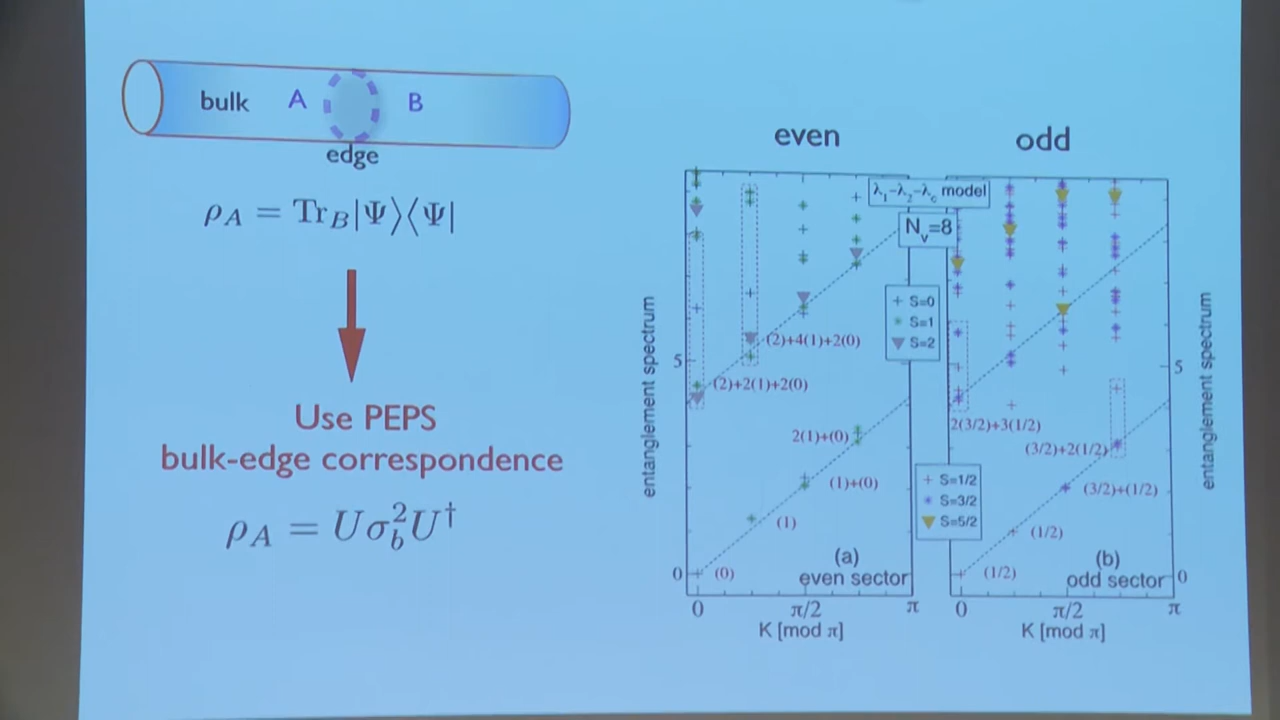 bulk A B
edge
ρ_A = Tr_B|Ψ⟩⟨Ψ|
Use PEPS
bulk-edge correspondence
ρ_A = Uσ_b^2U^†
even
odd
λ₁-λ₂-λ_c model
N_v=8
+ S=0
* S=1
▼ S=2
+ S=1/2
* S=3/2
▼ S=5/2
entanglement spectrum
5
0
(2)+4(1)+2(0)
(2)+2(1)+2(0)
2(1)+(0)
(1)+(0)
(1)
(0)
(a)
even sector
0 π/2 π
K [mod π]
2(3/2)+3(1/2)
(3/2)+2(1/2)
(3/2)+(1/2)
(1/2)
(1/2)
(b)
odd sector
0 π/2 π
K [mod π]
5
0
entanglement spectrum